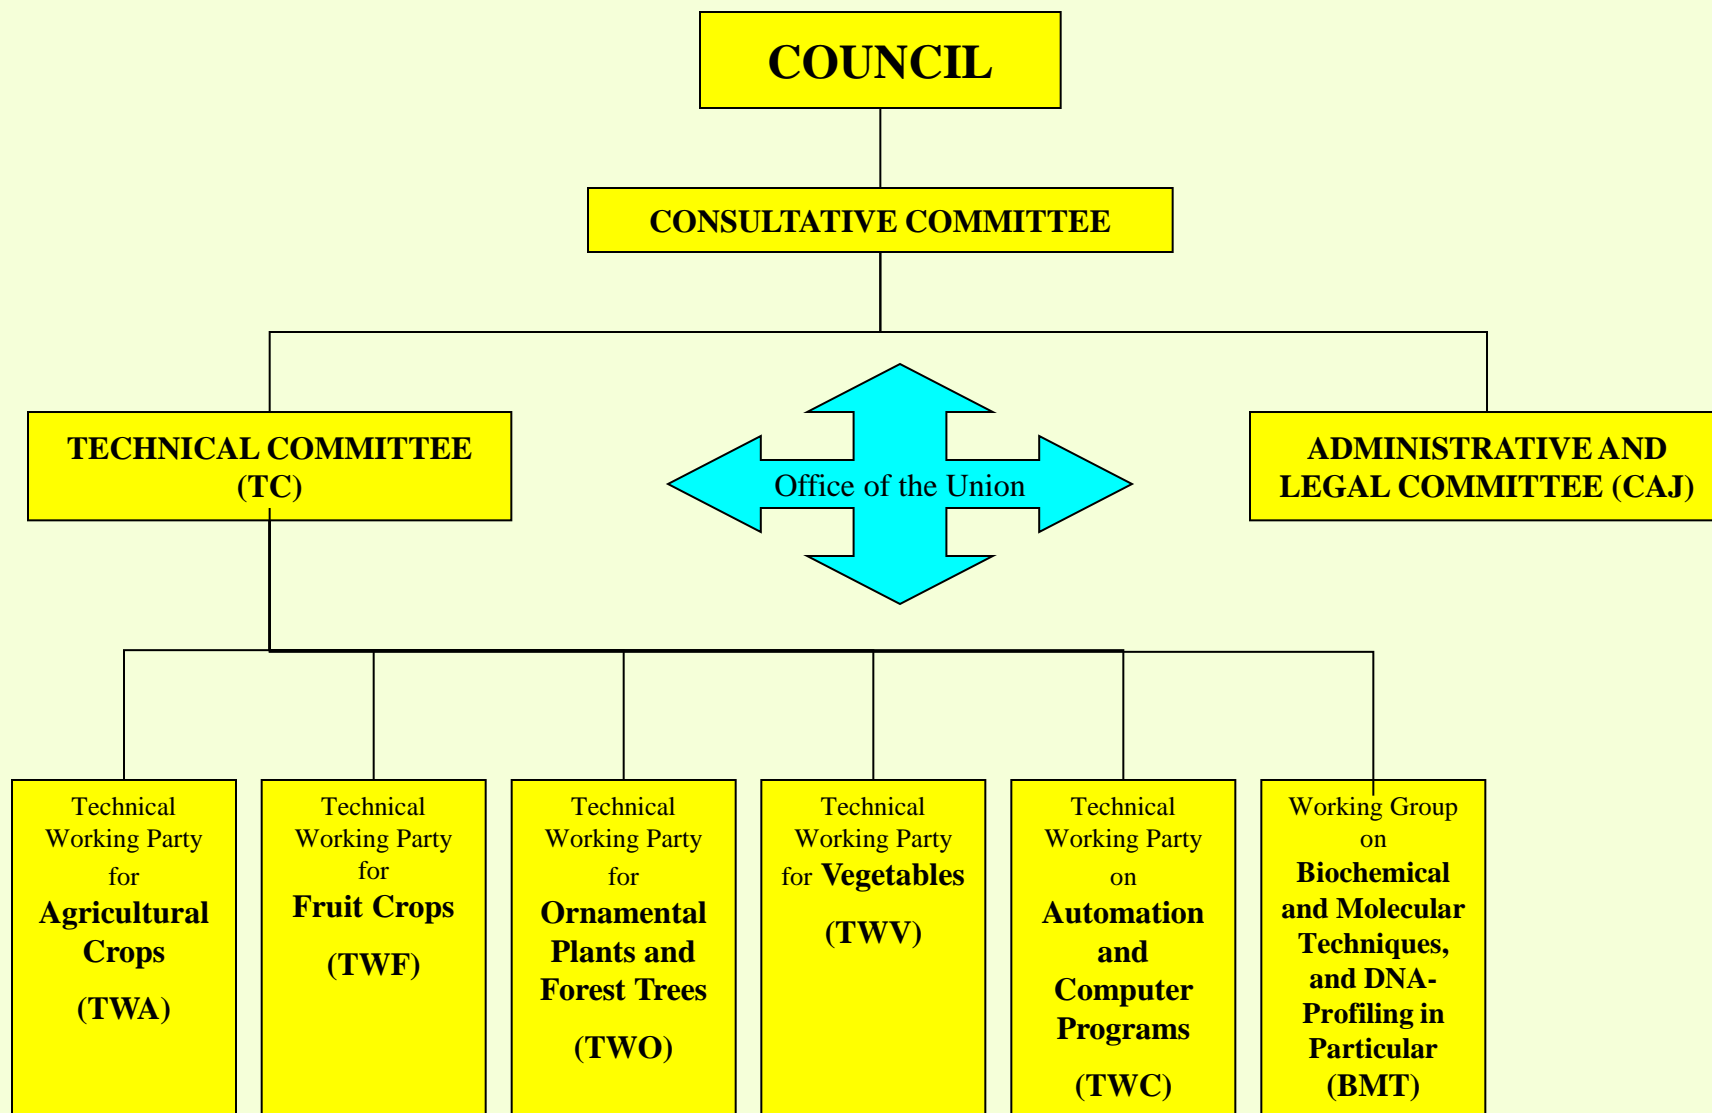 COUNCIL
CONSULTATIVE COMMITTEE
TECHNICAL COMMITTEE
(TC)
Office of the Union
ADMINISTRATIVE AND
LEGAL COMMITTEE (CAJ)
Technical
Working Party
for
Agricultural
Crops
(TWA)
Technical
Working Party
for
Fruit Crops
(TWF)
Technical
Working Party
for
Ornamental
Plants and
Forest Trees
(TWO)
Technical
Working Party
for Vegetables
(TWV)
Technical
Working Party
on
Automation
and
Computer
Programs
(TWC)
Working Group
on
Biochemical
and Molecular
Techniques,
and DNA-
Profiling in
Particular
(BMT)